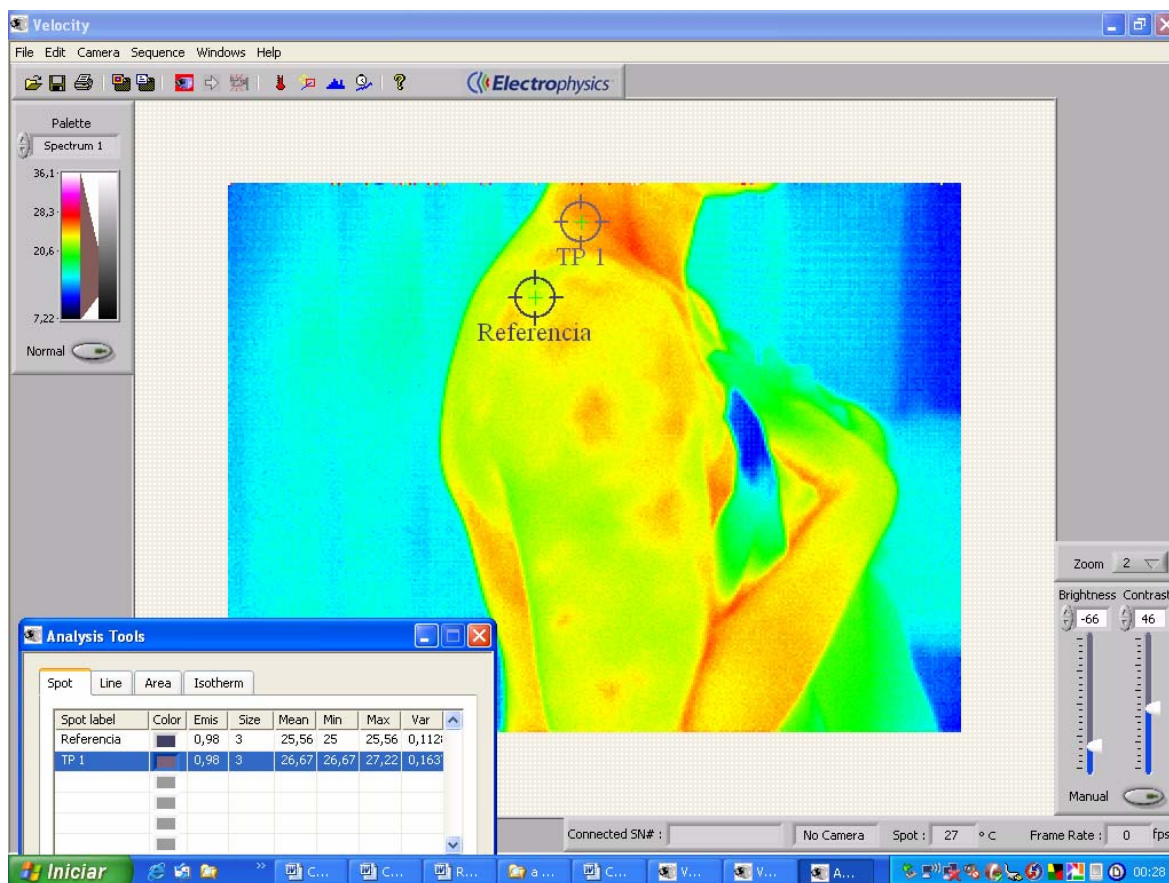 Velocity
File Edit Camera Sequence Windows Help
Electrophysics
Palette
Spectrum 1
36,1
28,3
20,6
7,22
Normal
TP 1
Referencia
Zoom 2
Brightness Contrast
-66 46
Manual
Analysis Tools
Spot Line Area Isotherm
Spot label Color Emis Size Mean Min Max Var
Referencia 0,98 3 25,56 25 25,56 0,112
TP 1 0,98 3 26,67 26,67 27,22 0,163
Connected SN# : No Camera Spot : 27 ° C Frame Rate : 0 fps
Iniciar » C... C... R... a ... C... V... V... A... 00:28